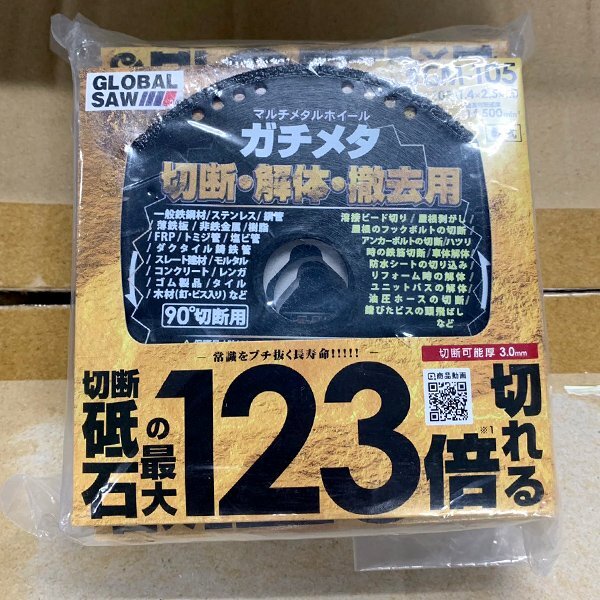 GLOBAL
SAW
マルチメタルホイール
ガチメタ
切断・解体・撤去用
一般鉄鋼材/ステンレス/鋼管
薄鉄板/非鉄金属/樹脂
FRP/トミジ管/塩ビ管
ダクタイル鋳鉄管
スレート建材/モルタル
コンクリート/レンガ
ゴム製品/タイル
木材(釘・ビス入り)など
90°切断用
溶接ビード切り/屋根剥がし
屋根のフックボルトの切断
アンカーボルトの切断/ハツリ
時の鉄筋切断/車体解体
防水シートの切り込み
リフォーム時の解体
ユニットバスの解体
油圧ホースの切断
錆びたビスの頭飛ばし
など
常識をブチ抜く長寿命!!!!!
切断可能厚 3.0mm
商品動画
切断
砥石
の最大
123倍
※1
切れる